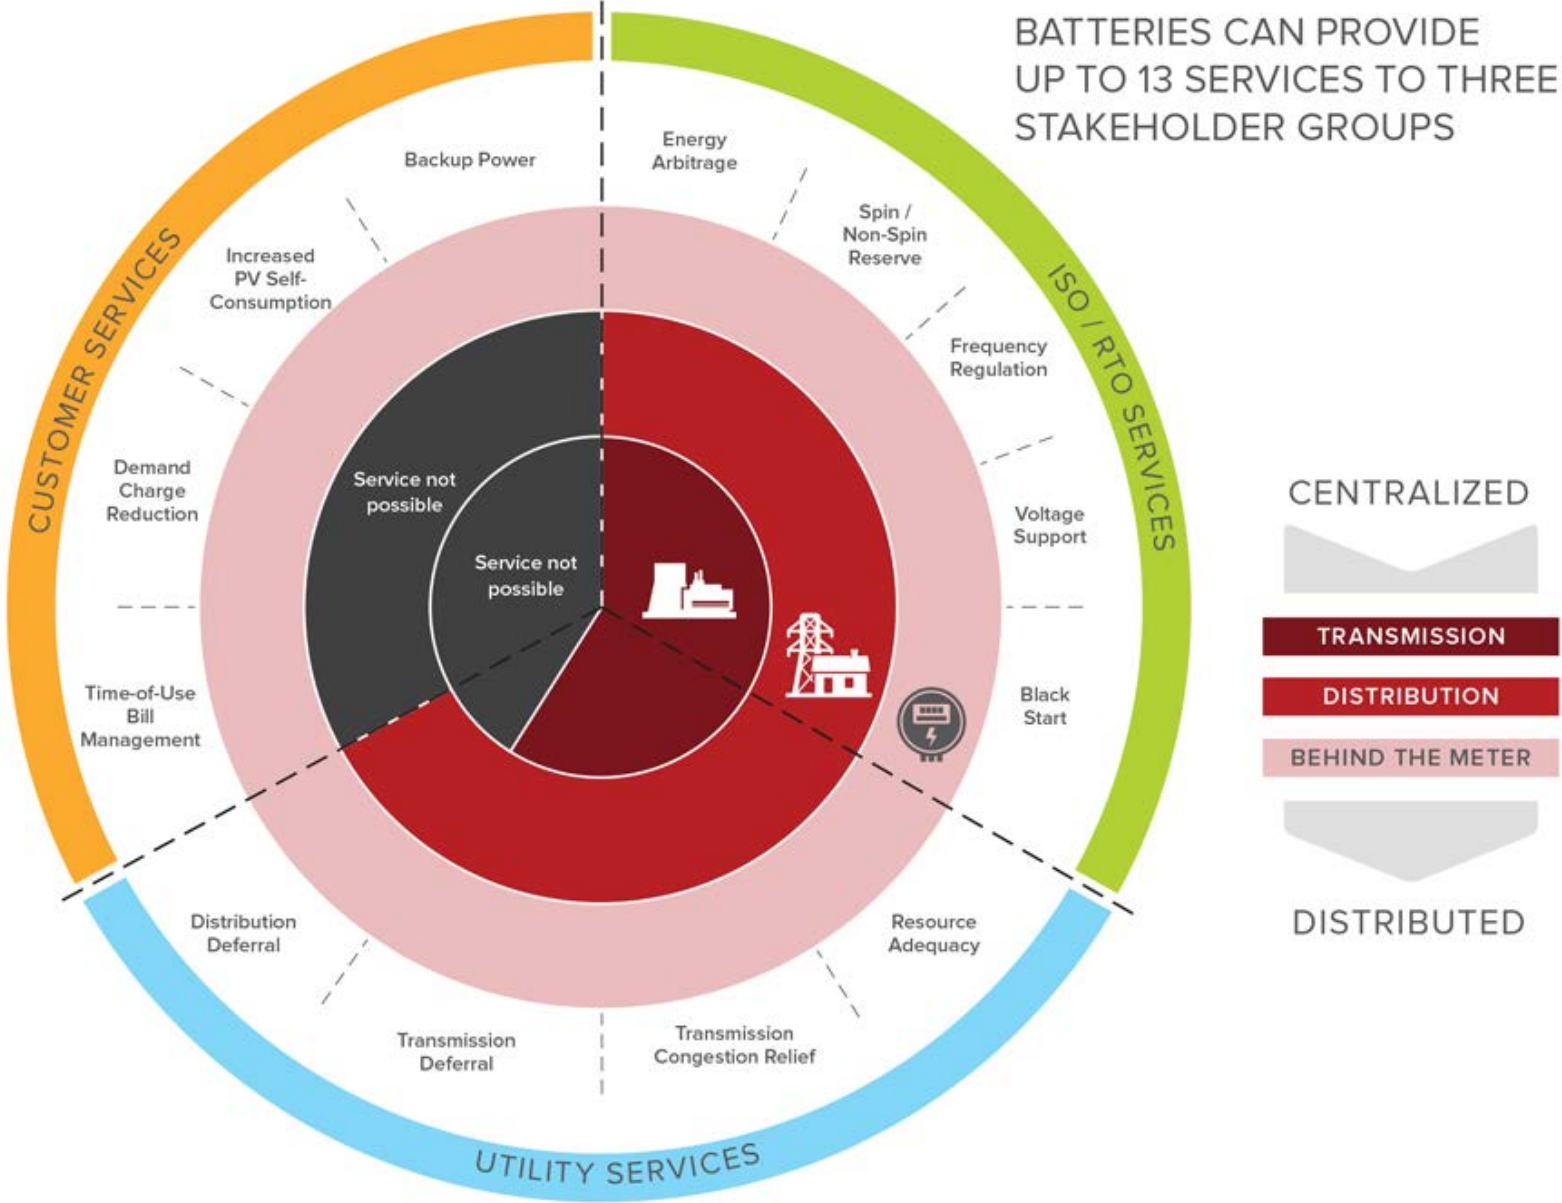 BATTERIES CAN PROVIDE
UP TO 13 SERVICES TO THREE
STAKEHOLDER GROUPS
CUSTOMER SERVICES
Backup Power
Increased
PV Self-
Consumption
Demand
Charge
Reduction
Time-of-Use
Bill
Management
ISO / RTO SERVICES
Energy
Arbitrage
Spin /
Non-Spin
Reserve
Frequency
Regulation
Voltage
Support
Black
Start
Service not
possible
Service not
possible
UTILITY SERVICES
Distribution
Deferral
Transmission
Deferral
Transmission
Congestion Relief
Resource
Adequacy
CENTRALIZED
TRANSMISSION
DISTRIBUTION
BEHIND THE METER
DISTRIBUTED